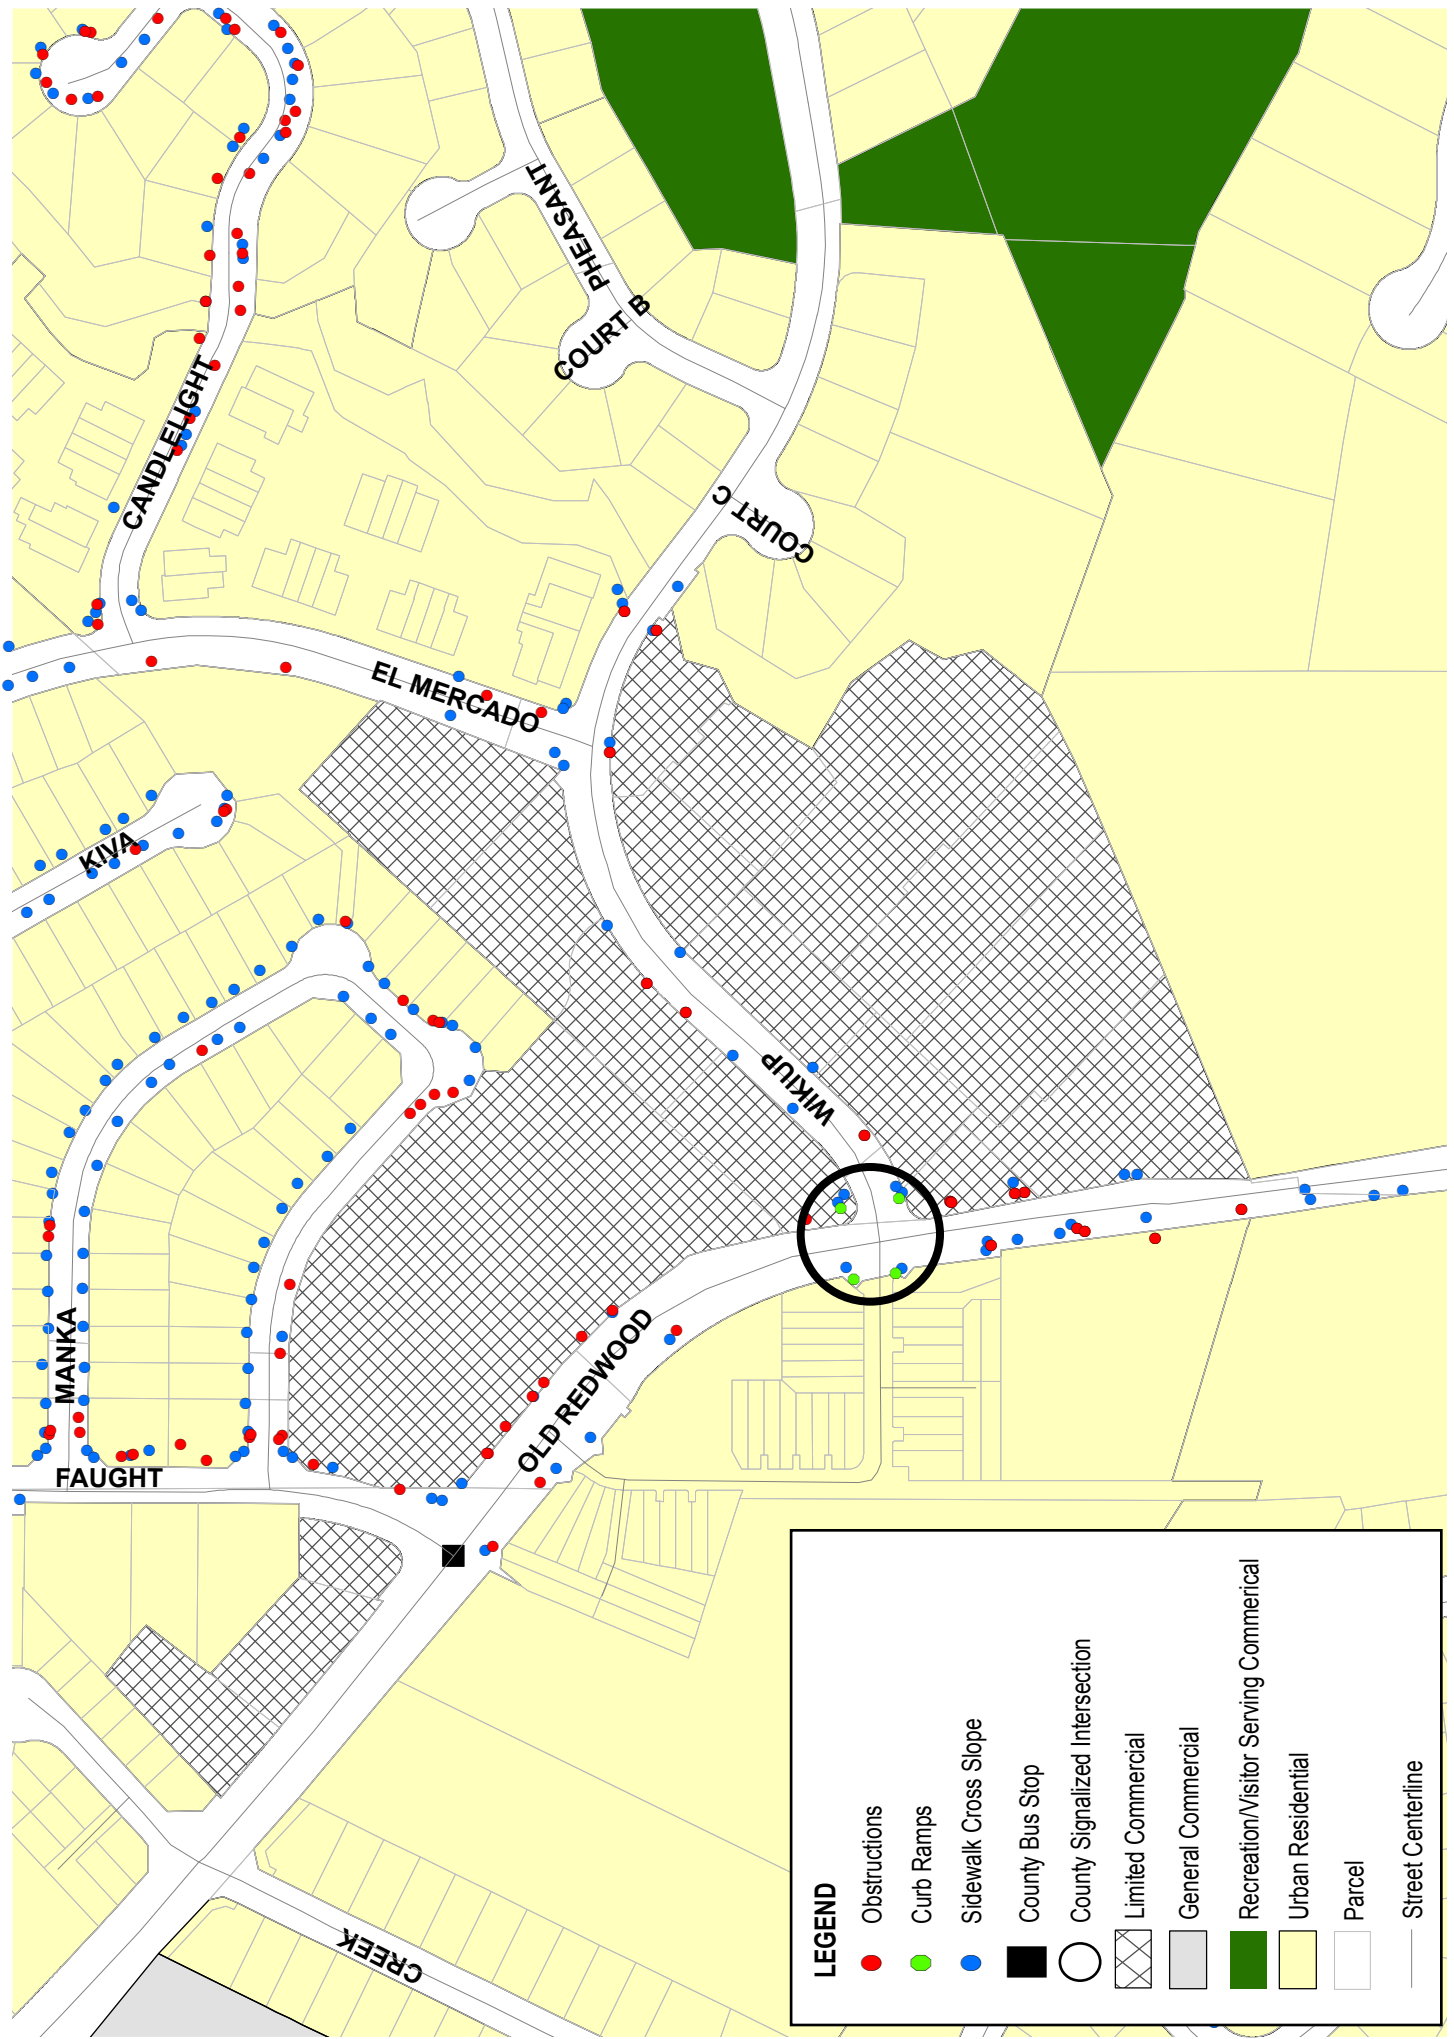 PHEASANT
COURT B
CANDLELIGHT
COURT C
EL MERCADO
KIVA
WIKIUP
MANKA
OLD REDWOOD
FAUGHT
CREEK
LEGEND
Obstructions
Curb Ramps
Sidewalk Cross Slope
County Bus Stop
County Signalized Intersection
Limited Commercial
General Commercial
Recreation/Visitor Serving Commerical
Urban Residential
Parcel
Street Centerline